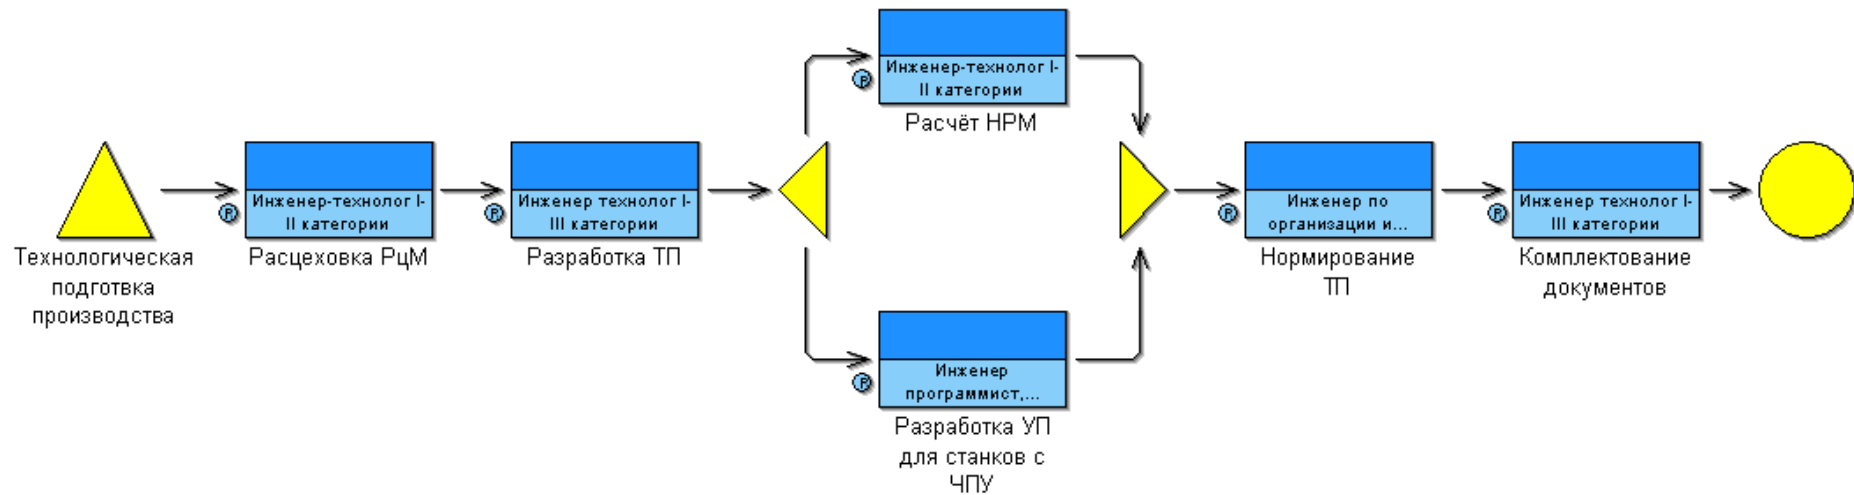 Технологическая
подготвка
производства
Инженер-технолог I-
II категории
Расцеховка РцМ
Инженер технолог I-
III категории
Разработка ТП
Инженер-технолог I-
II категории
Расчёт НРМ
Инженер
программист,...
Разработка УП
для станков с
ЧПУ
Инженер по
организации и...
Нормирование
ТП
Инженер технолог I-
III категории
Комплектование
документов
P
P
P
P
P
P